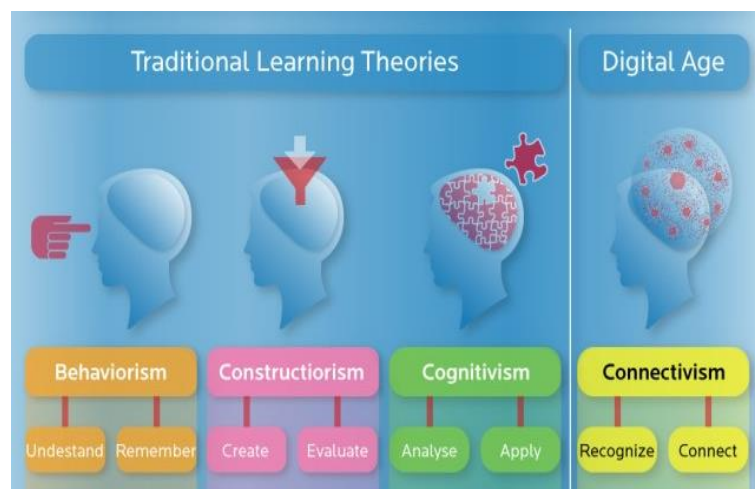 Traditional Learning Theories
Digital Age
Behaviorism
Constructiorism
Cognitivism
Connectivism
Undestand
Remember
Create
Evaluate
Analyse
Apply
Recognize
Connect